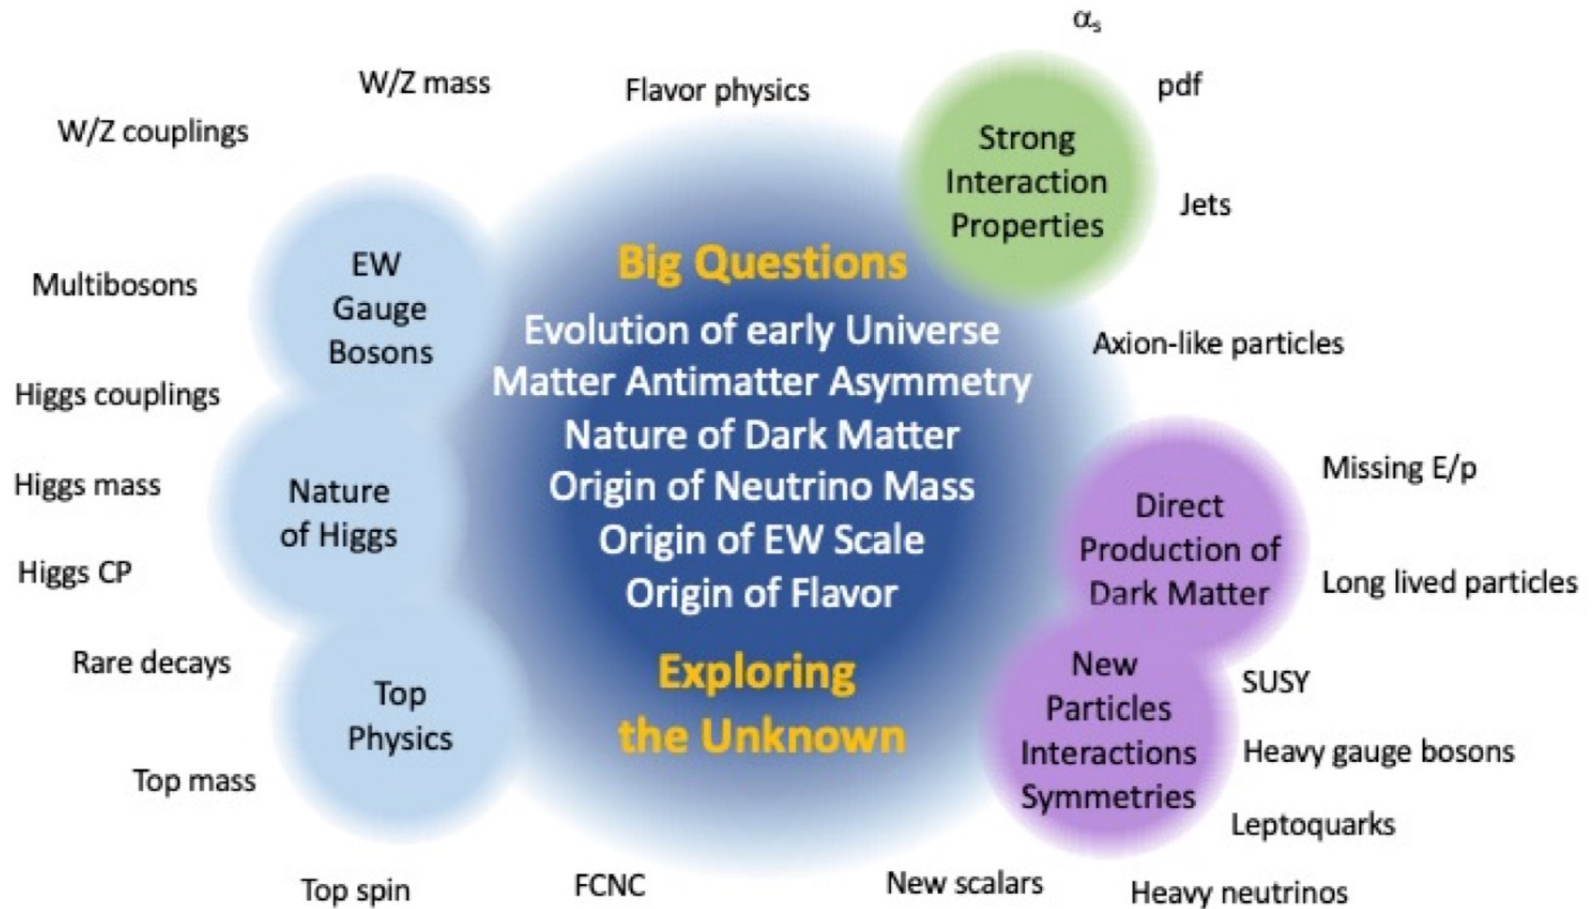 αs
W/Z mass
Flavor physics
pdf
W/Z couplings
Strong
Interaction
Properties
Jets
Multibosons
EW
Gauge
Bosons
Big Questions
Evolution of early Universe
Matter Antimatter Asymmetry
Nature of Dark Matter
Origin of Neutrino Mass
Origin of EW Scale
Origin of Flavor
Exploring
the Unknown
Axion-like particles
Higgs couplings
Higgs mass
Higgs CP
Nature
of Higgs
Missing E/p
Direct
Production of
Dark Matter
Long lived particles
Rare decays
Top
Physics
Top mass
New
Particles
Interactions
Symmetries
SUSY
Heavy gauge bosons
Leptoquarks
Top spin
FCNC
New scalars
Heavy neutrinos